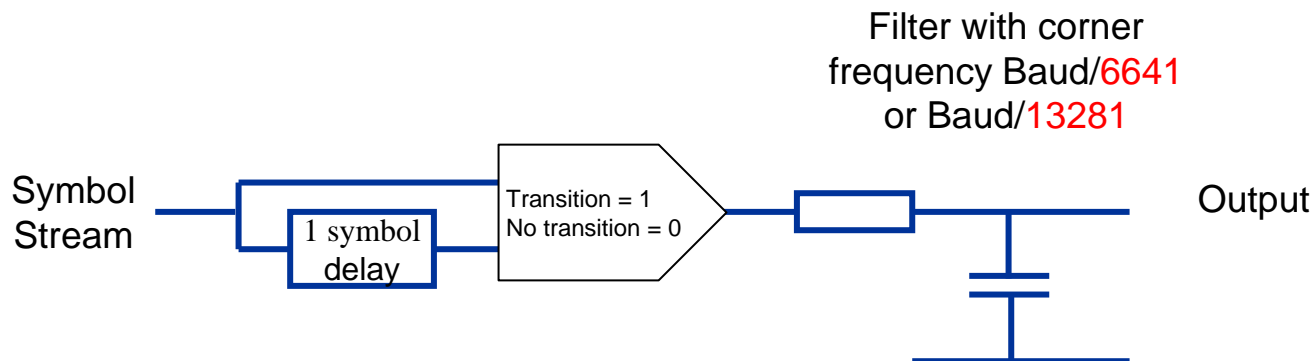 Filter with corner
frequency Baud/6641
or Baud/13281
Symbol
Stream
1 symbol
delay
Transition = 1
No transition = 0
Output